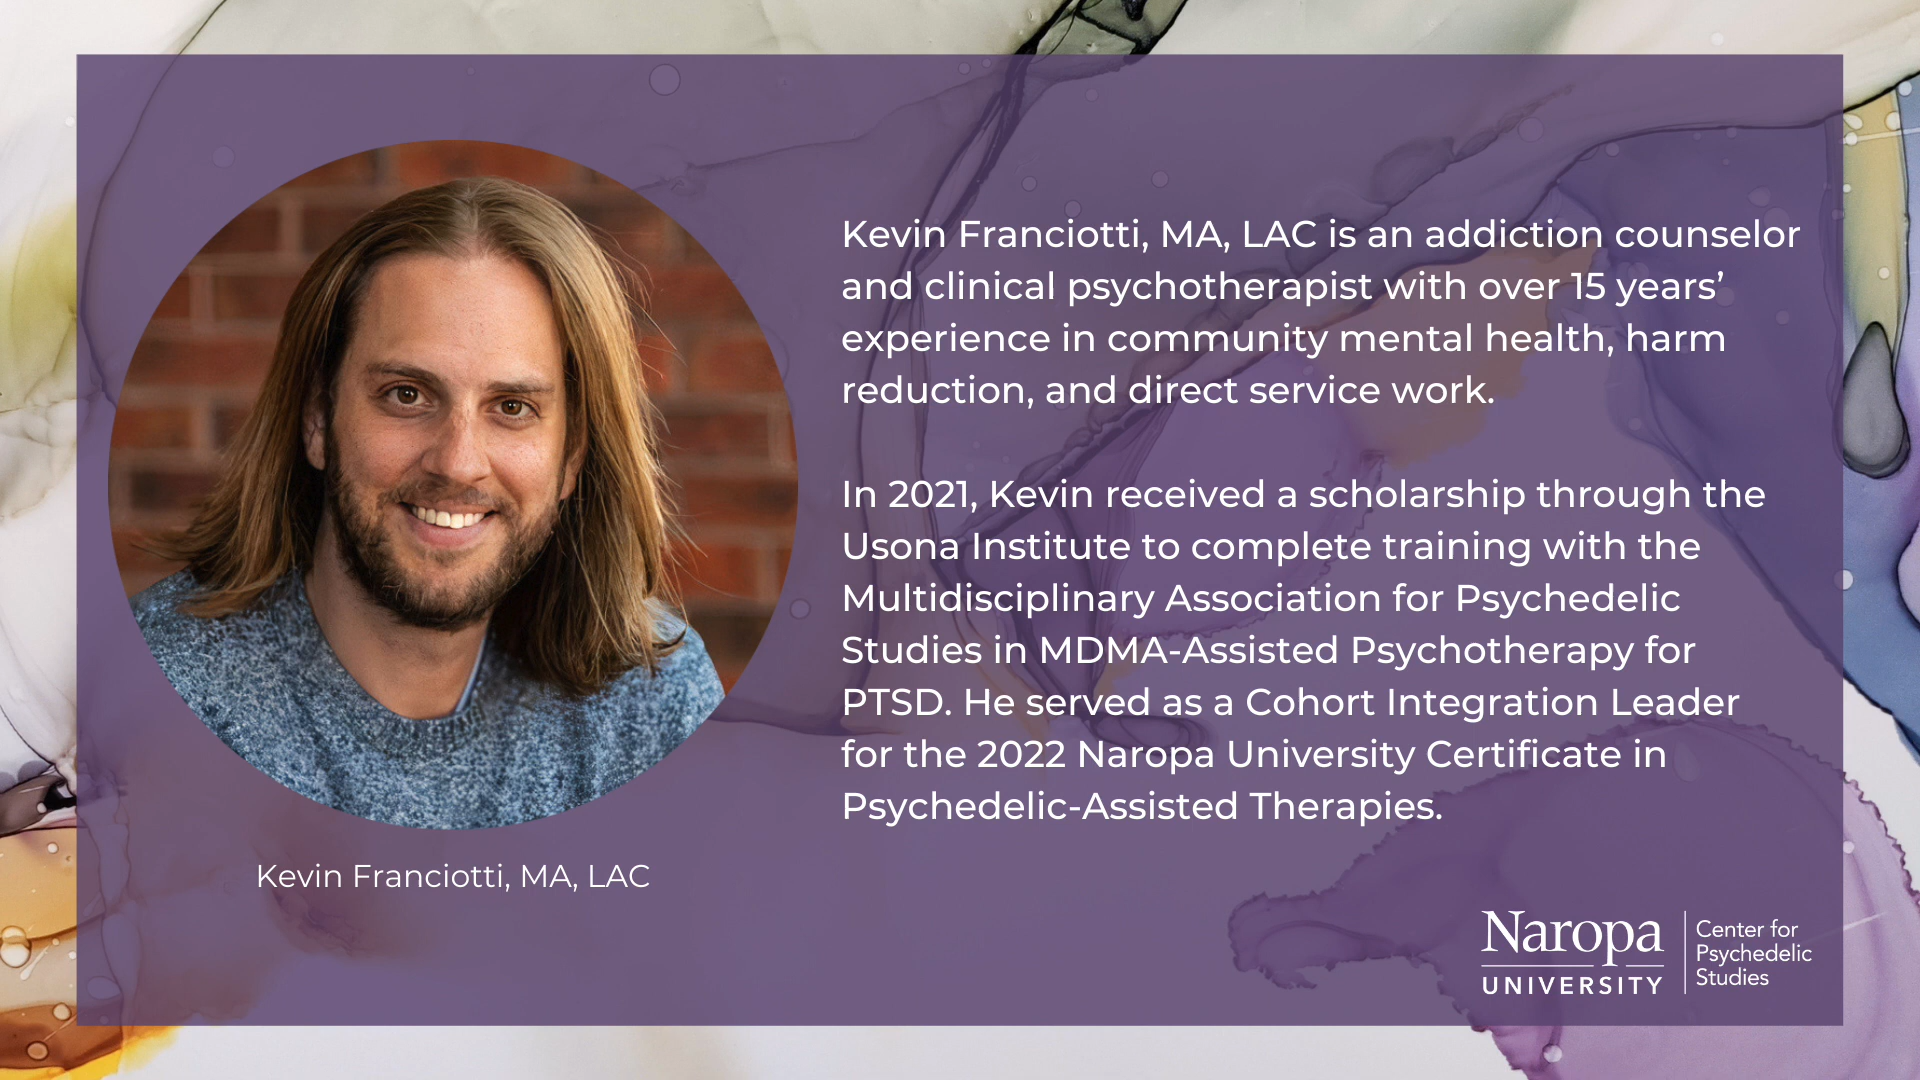 Kevin Franciotti, MA, LAC is an addiction counselor
and clinical psychotherapist with over 15 years’
experience in community mental health, harm
reduction, and direct service work.
In 2021, Kevin received a scholarship through the
Usona Institute to complete training with the
Multidisciplinary Association for Psychedelic
Studies in MDMA-Assisted Psychotherapy for
PTSD. He served as a Cohort Integration Leader
for the 2022 Naropa University Certificate in
Psychedelic-Assisted Therapies.
Kevin Franciotti, MA, LAC
Naropa
UNIVERSITY
Center for
Psychedelic
Studies